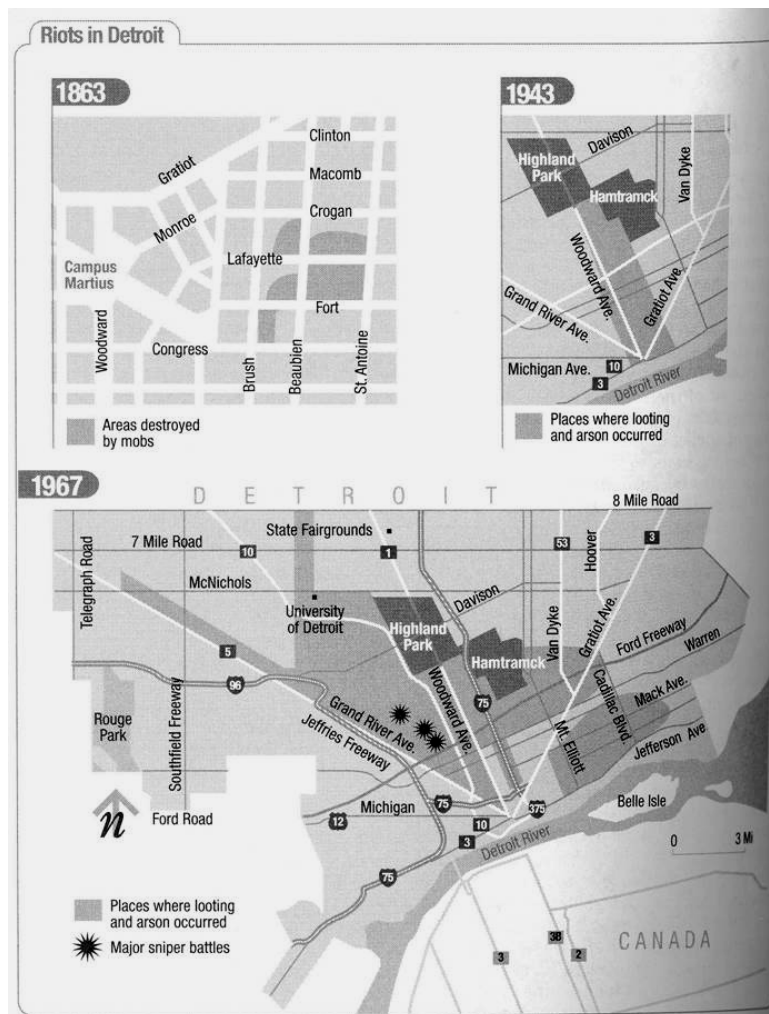 Riots in Detroit
1863
Clinton
Macomb
Crogan
Gratiot
Monroe
Lafayette
Campus
Martius
Fort
Woodward
Congress
Brush
Beaubien
St. Antoine
Areas destroyed
by mobs
1943
Davison
Highland
Park
Hamtramck
Van Dyke
Woodward Ave.
Grand River Ave.
Gratiot Ave.
Michigan Ave.
10
3
Detroit River
Places where looting
and arson occurred
1967
DETROIT
8 Mile Road
State Fairgrounds
7 Mile Road
10
1
53
Hoover
3
Telegraph Road
McNichols
Davison
University
of Detroit
Highland
Park
Hamtramck
Van Dyke
Gratiot Ave.
Ford Freeway
Warren
5
96
Woodward Ave.
75
Cadillac Blvd.
Mack Ave.
Rouge
Park
Southfield Freeway
Grand River Ave.
Jeffries Freeway
Mt. Elliott
Jefferson Ave
n
Ford Road
Michigan
12
75
10
3
375
Belle Isle
Detroit River
0 3 Mi
75
Places where looting
and arson occurred
Major sniper battles
3
3B
2
CANADA